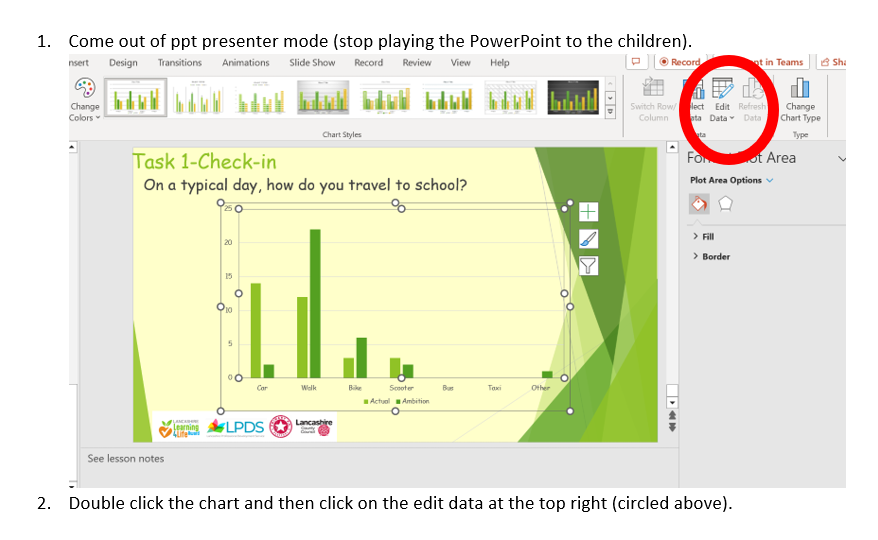 1. Come out of ppt presenter mode (stop playing the PowerPoint to the children).
nsert Design Transitions Animations Slide Show Record Review View Help Record nt in Teams Sha
Change Colors
Chart Styles
Switch Row/ Column
lect ata
Edit Data
Refresh Data
ata
Change Chart Type
Type
Task 1-Check-in
On a typical day, how do you travel to school?
25
20
15
10
5
0
Car Walk Bike Scooter Bus Taxi Other
Actual Ambition
LANCASHIRE
Learning
LPDS
Lancashire
County
Council
Fo ot Area
Plot Area Options
Fill
Border
See lesson notes
2. Double click the chart and then click on the edit data at the top right (circled above).